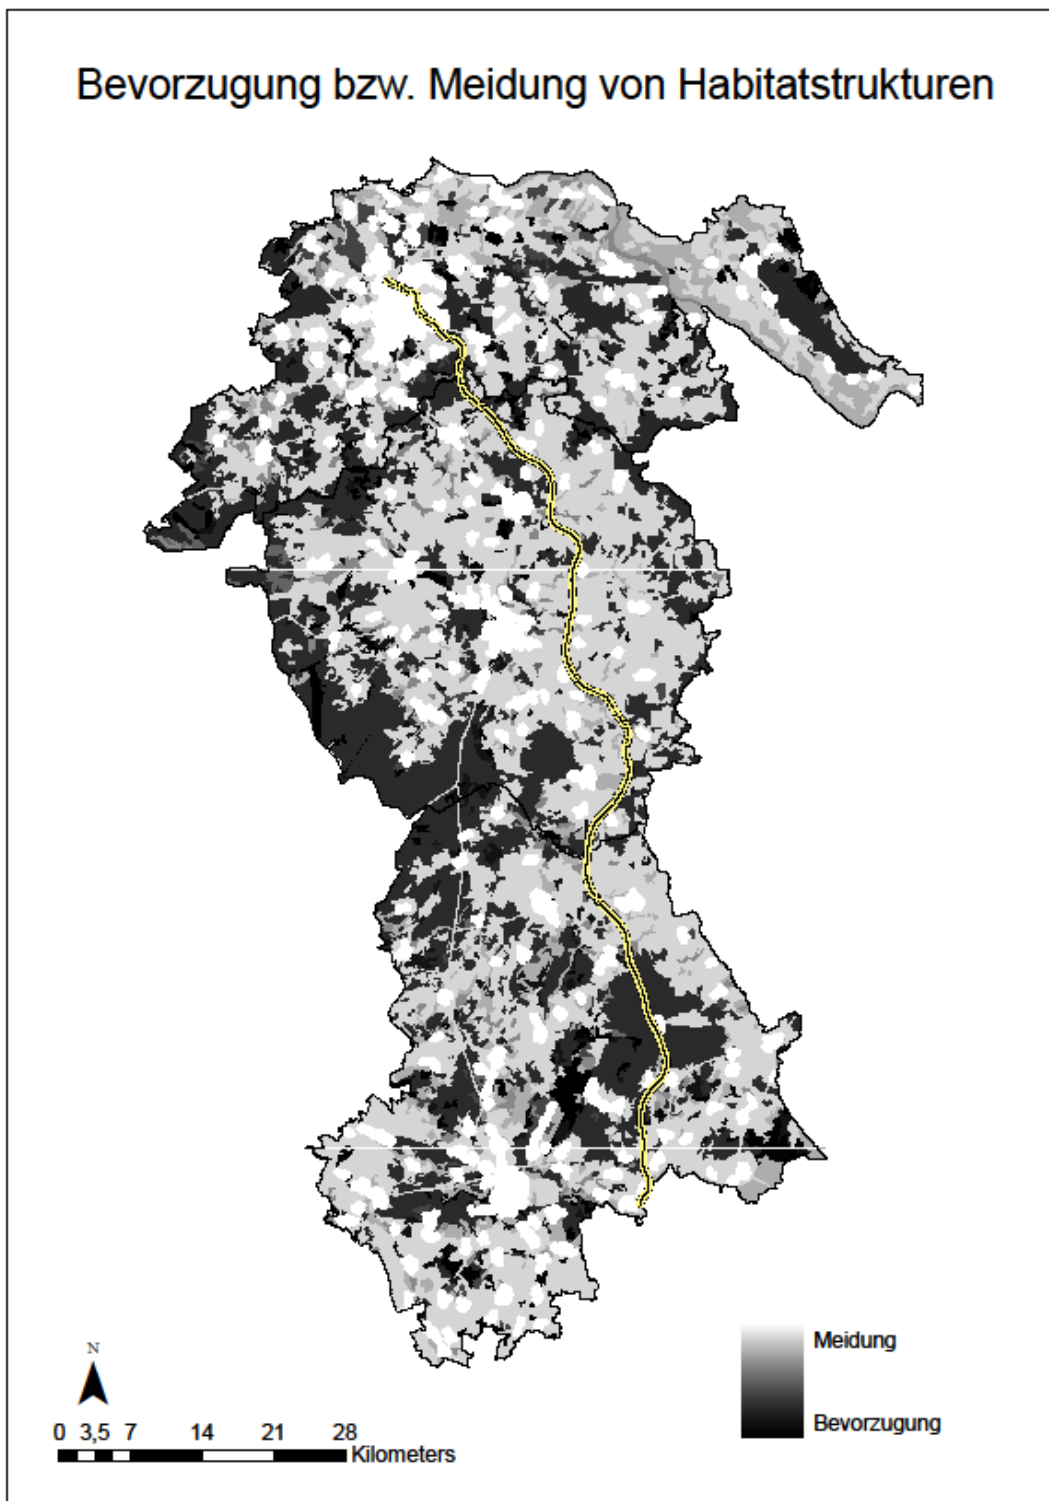 Bevorzugung bzw. Meidung von Habitatstrukturen
Meidung
Bevorzugung
N
0 3,5 7 14 21 28
Kilometers